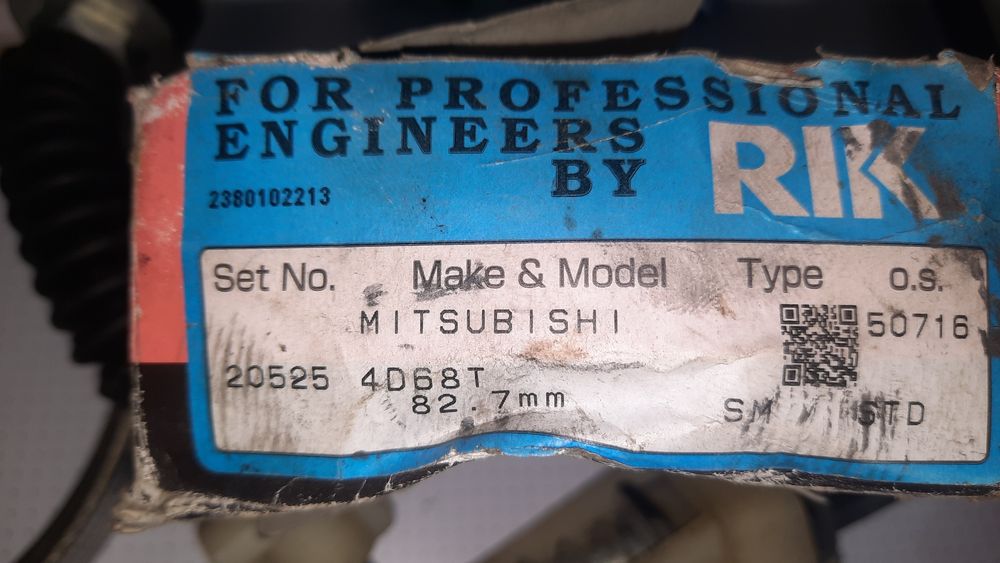 FOR PROFESSIONAL
ENGINEERS
BY RIK
2380102213
Set No. Make & Model Type O.S.
MITSUBISHI 50716
20525 4D68T
82.7mm SM STD